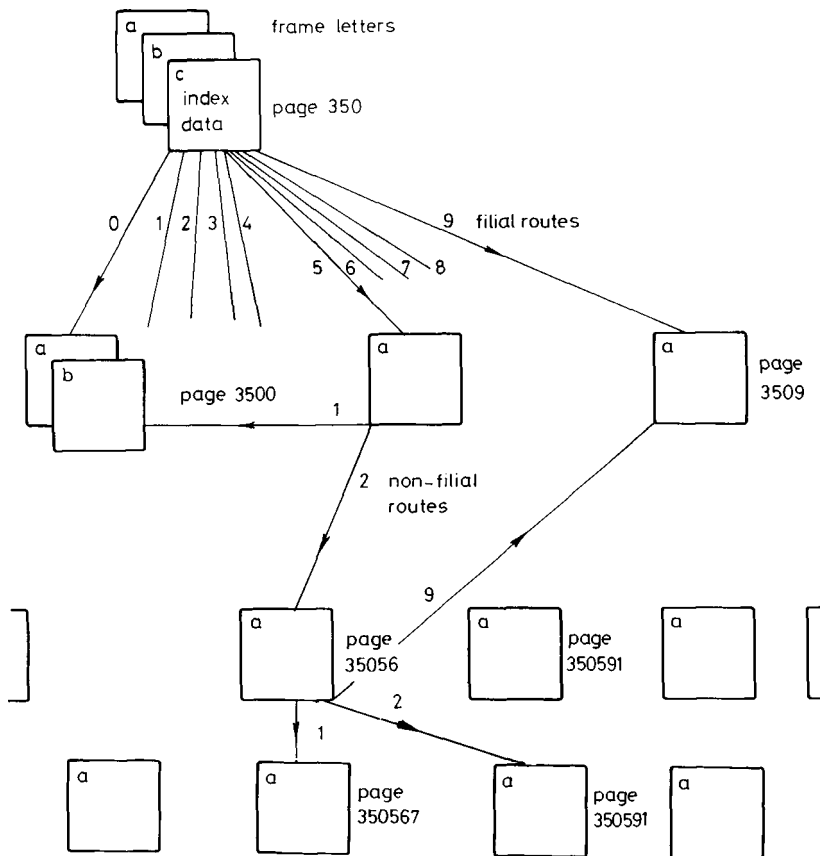 a
frame letters
b
c
index
data
page 350
0
1
2
3
4
5
6
7
8
9 filial routes
a
b
page 3500
1
a
a
page
3509
2 non-filial
routes
9
a
page
35056
a
page
350591
a
1
2
a
a
page
350567
a
page
350591
a